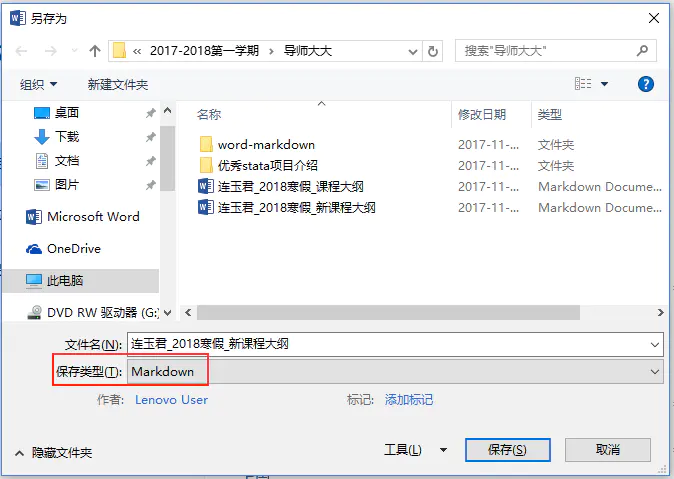 另存为
« 2017-2018第一学期 › 导师大大
搜索"导师大大"
组织 新建文件夹
名称 修改日期 类型
桌面
下载
文档
图片
Microsoft Word
OneDrive
此电脑
DVD RW 驱动器 (G:)
word-markdown 2017-11-... 文件夹
优秀stata项目介绍 2017-11-... 文件夹
连玉君_2018寒假_课程大纲 2017-11-... Markdown Docume...
连玉君_2018寒假_新课程大纲 2017-11-... Markdown Docume...
文件名(N): 连玉君_2018寒假_新课程大纲
保存类型(T): Markdown
作者: Lenovo User 标记: 添加标记
隐藏文件夹 工具(L) 保存(S) 取消